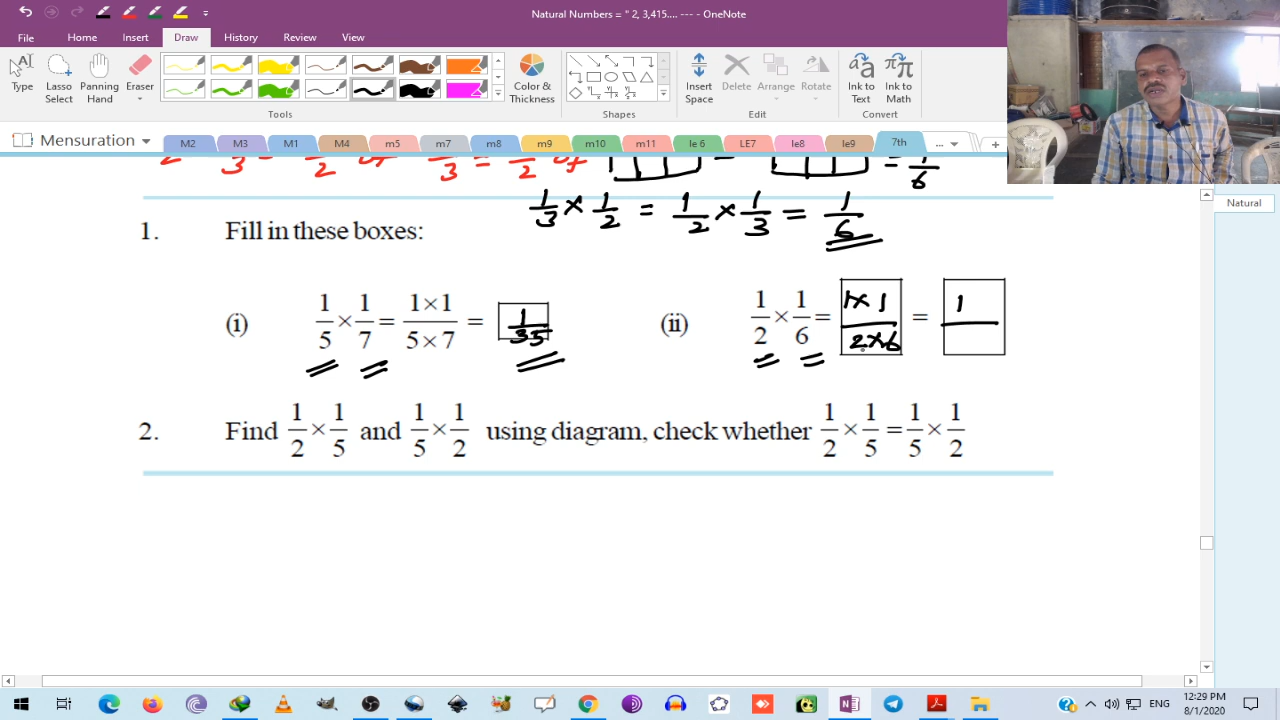 Natural Numbers = " 2, 3,415.... --- - OneNote
File Home Insert Draw History Review View
Type Lasso Select Panning Hand Eraser Color & Thickness Insert Space Delete Arrange Rotate Ink to Text Ink to Math
Tools Shapes Edit Convert
Mensuration M2 M3 M1 M4 m5 m7 m8 m9 m10 m11 le 6 LE7 le8 le9 7th ...
Natural
1/3 × 1/2 = 1/2 × 1/3 = 1/6
1. Fill in these boxes:
(i) 1/5 × 1/7 = 1×1/5×7 = 1/35 (ii) 1/2 × 1/6 = 1×1/2×6 = 1
2. Find 1/2 × 1/5 and 1/5 × 1/2 using diagram, check whether 1/2 × 1/5 = 1/5 × 1/2
12:29 PM
ENG
8/1/2020